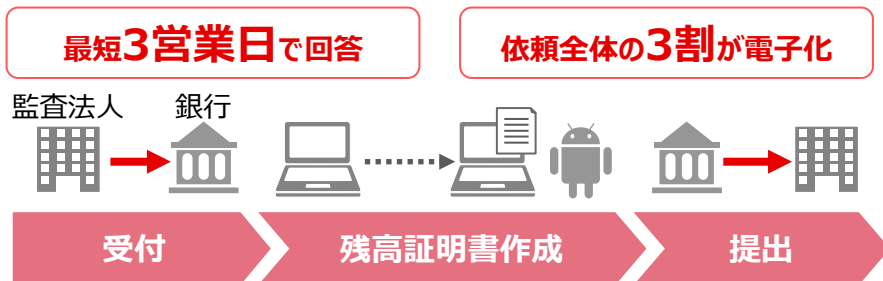 最短3営業日で回答
依頼全体の3割が電子化
監査法人 銀行
受付
残高証明書作成
提出